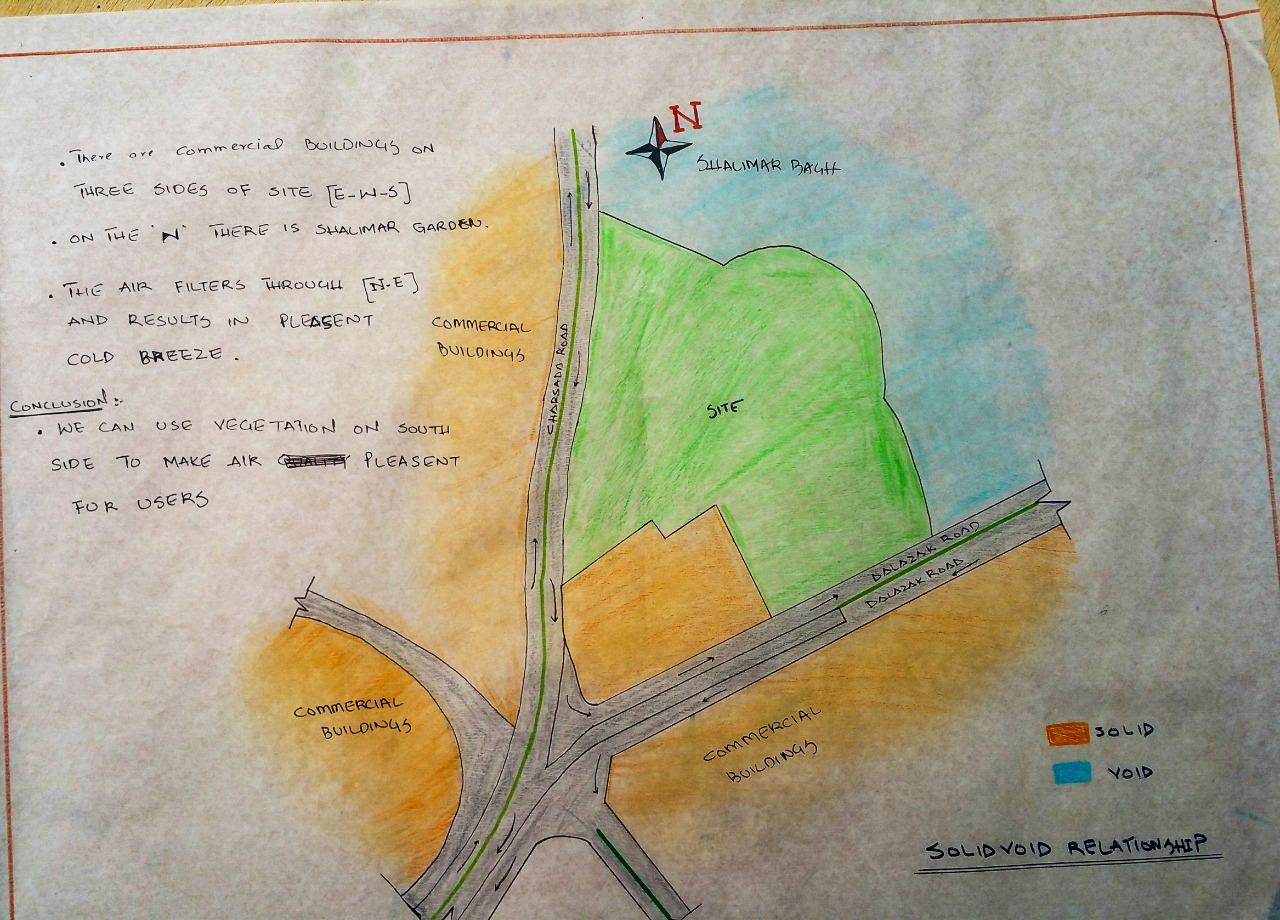 . There are commercial BUILDINGS ON
THREE SIDES OF SITE [E-W-S]
. ON THE 'N' THERE IS SHALIMAR GARDEN.
. THE AIR FILTERS THROUGH [N-E]
AND RESULTS IN PLEASENT
COLD BREEZE.
CONCLUSION:-
. WE CAN USE VEGETATION ON SOUTH
SIDE TO MAKE AIR PLEASENT
FOR USERS
N
SHALIMAR BAGH
COMMERCIAL
BUILDINGS
CHARSADA ROAD
SITE
DALAZAK ROAD
DALAZAK ROAD
COMMERCIAL
BUILDINGS
COMMERCIAL
BUILDINGS
SOLID
VOID
SOLID VOID RELATIONSHIP